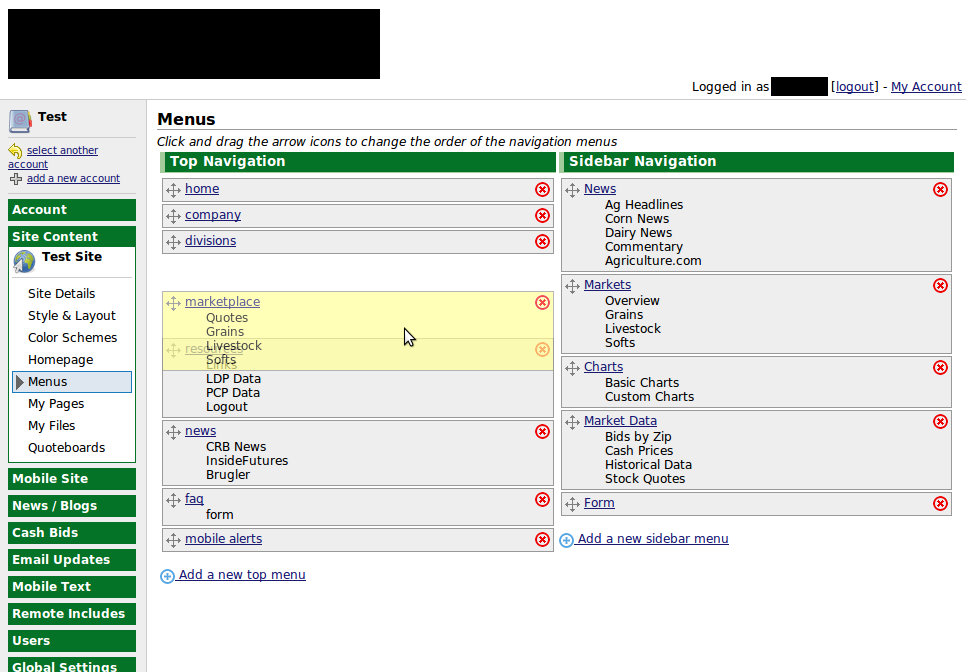 Logged in as [logout] - My Account
Test
select another
account
add a new account
Account
Site Content
Test Site
Site Details
Style & Layout
Color Schemes
Homepage
Menus
My Pages
My Files
Quoteboards
Mobile Site
News / Blogs
Cash Bids
Email Updates
Mobile Text
Remote Includes
Users
Global Settings
Menus
Click and drag the arrow icons to change the order of the navigation menus
Top Navigation
home
company
divisions
marketplace
Quotes
Grains
Livestock
Softs
resources
Links
LDP Data
PCP Data
Logout
news
CRB News
InsideFutures
Brugler
faq
form
mobile alerts
Add a new top menu
Sidebar Navigation
News
Ag Headlines
Corn News
Dairy News
Commentary
Agriculture.com
Markets
Overview
Grains
Livestock
Softs
Charts
Basic Charts
Custom Charts
Market Data
Bids by Zip
Cash Prices
Historical Data
Stock Quotes
Form
Add a new sidebar menu